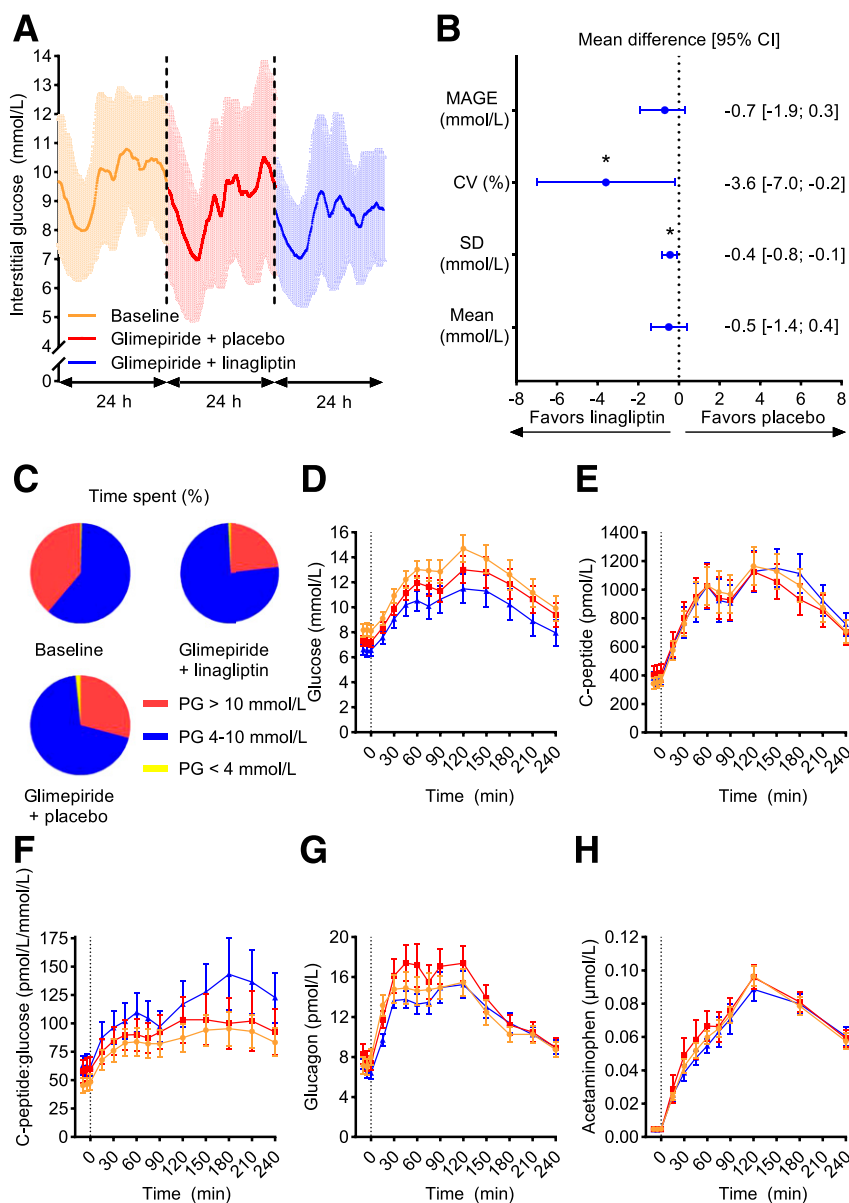 A
Interstitial glucose (mmol/L)
14
13
12
11
10
9
8
7
6
5
4
0
Baseline
Glimepiride + placebo
Glimepiride + linagliptin
24 h
24 h
24 h
B
Mean difference [95% CI]
MAGE
(mmol/L)
-0.7 [-1.9; 0.3]
*
CV (%)
-3.6 [-7.0; -0.2]
*
SD
(mmol/L)
-0.4 [-0.8; -0.1]
Mean
(mmol/L)
-0.5 [-1.4; 0.4]
-8 -6 -4 -2 0 2 4 6 8
Favors linagliptin Favors placebo
C
Time spent (%)
Baseline
Glimepiride
+ linagliptin
Glimepiride
+ placebo
PG > 10 mmol/L
PG 4-10 mmol/L
PG < 4 mmol/L
D
Glucose (mmol/L)
16
14
12
10
8
6
4
2
0
0 30 60 90 120 150 180 210 240
Time (min)
E
C-peptide (pmol/L)
1400
1200
1000
800
600
400
200
0
0 30 60 90 120 150 180 210 240
Time (min)
F
C-peptide:glucose (pmol/L/mmol/L)
175
150
125
100
75
50
25
0
0 30 60 90 120 150 180 210 240
Time (min)
G
Glucagon (pmol/L)
20
16
12
8
4
0
0 30 60 90 120 150 180 210 240
Time (min)
H
Acetaminophen (µmol/L)
0.12
0.10
0.08
0.06
0.04
0.02
0.00
0 30 60 90 120 150 180 210 240
Time (min)